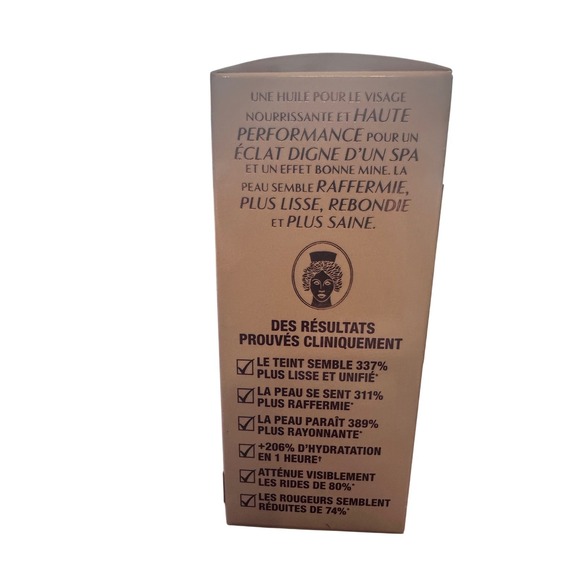 UNE HUILE POUR LE VISAGE
NOURRISSANTE ET HAUTE
PERFORMANCE POUR UN
ÉCLAT DIGNE D'UN SPA
ET UN EFFET BONNE MINE. LA
PEAU SEMBLE RAFFERMIE,
PLUS LISSE, REBONDIE
ET PLUS SAINE.
DES RÉSULTATS
PROUVÉS CLINIQUEMENT
LE TEINT SEMBLE 337%
PLUS LISSE ET UNIFIÉ*
LA PEAU SE SENT 311%
PLUS RAFFERMIE*
LA PEAU PARAÎT 389%
PLUS RAYONNANTE*
+206% D'HYDRATATION
EN 1 HEURE†
ATTÉNUE VISIBLEMENT
LES RIDES DE 80%*
LES ROUGEURS SEMBLENT
RÉDUITES DE 74%*